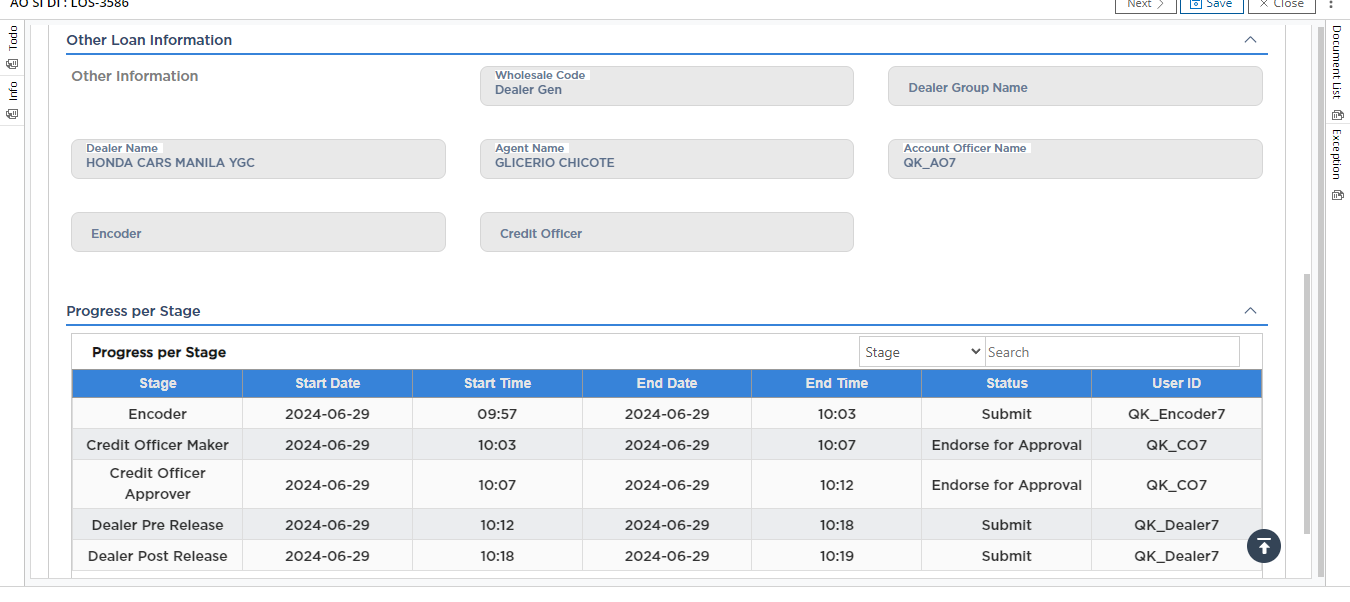 AO SI DI : LOS-3586
Next
Save
Close
Todo
Info
Document List
Exception
Other Loan Information
Other Information
Wholesale Code
Dealer Gen
Dealer Group Name
Dealer Name
HONDA CARS MANILA YGC
Agent Name
GLICERIO CHICOTE
Account Officer Name
QK_AO7
Encoder
Credit Officer
Progress per Stage
Progress per Stage
Stage Search
Stage Start Date Start Time End Date End Time Status User ID
Encoder 2024-06-29 09:57 2024-06-29 10:03 Submit QK_Encoder7
Credit Officer Maker 2024-06-29 10:03 2024-06-29 10:07 Endorse for Approval QK_CO7
Credit Officer
Approver 2024-06-29 10:07 2024-06-29 10:12 Endorse for Approval QK_CO7
Dealer Pre Release 2024-06-29 10:12 2024-06-29 10:18 Submit QK_Dealer7
Dealer Post Release 2024-06-29 10:18 2024-06-29 10:19 Submit QK_Dealer7